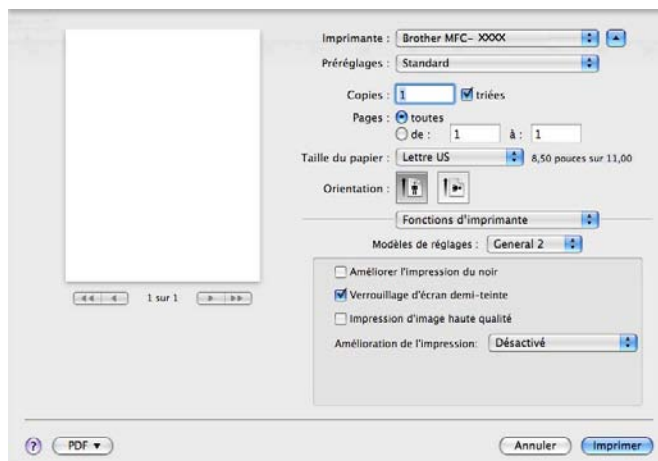 Imprimante : Brother MFC- XXXX
Préréglages : Standard
Copies : 1 triées
Pages : toutes
de : 1 à : 1
Taille du papier : Lettre US 8,50 pouces sur 11,00
Orientation :
Fonctions d'imprimante
Modèles de réglages : General 2
Améliorer l'impression du noir
Verrouillage d'écran demi-teinte
Impression d'image haute qualité
Amélioration de l'impression: Désactivé
1 sur 1
? PDF ▼ Annuler Imprimer